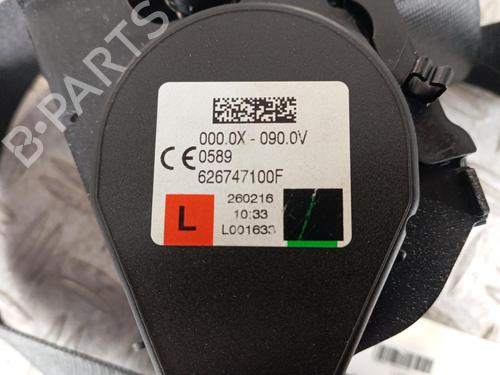 B-PARTS
000.0X - 090.0V
CE 0589
626747100F
L
260216
10:33
L001633